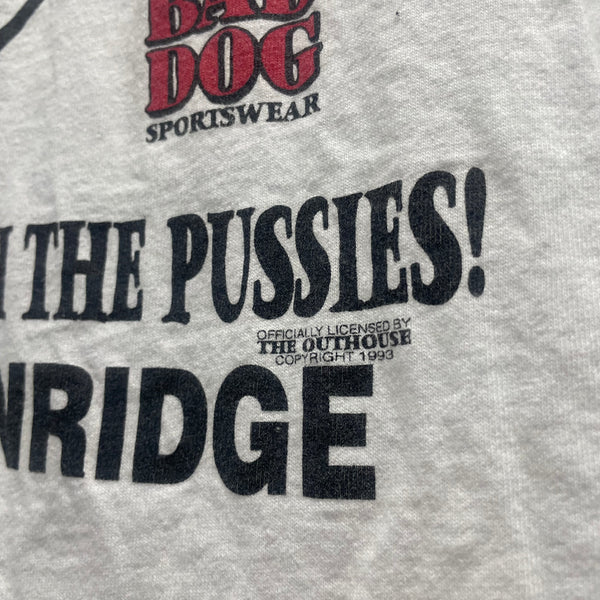 BAD
DOG
SPORTSWEAR
THE PUSSIES!
OFFICIALLY LICENSED BY
THE OUTHOUSE
COPYRIGHT 1993
NRIDGE